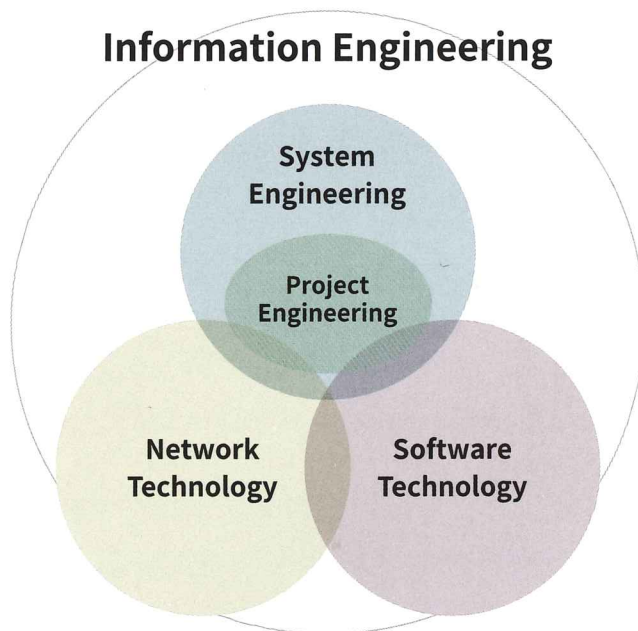 Information Engineering
System
Engineering
Project
Engineering
Network
Technology
Software
Technology